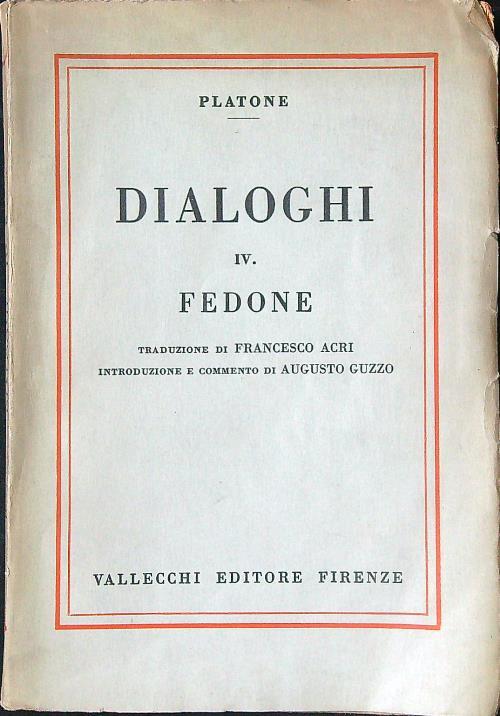 PLATONE
DIALOGHI
IV.
FEDONE
TRADUZIONE DI FRANCESCO ACRI
INTRODUZIONE E COMMENTO DI AUGUSTO GUZZO
VALLECCHI EDITORE FIRENZE